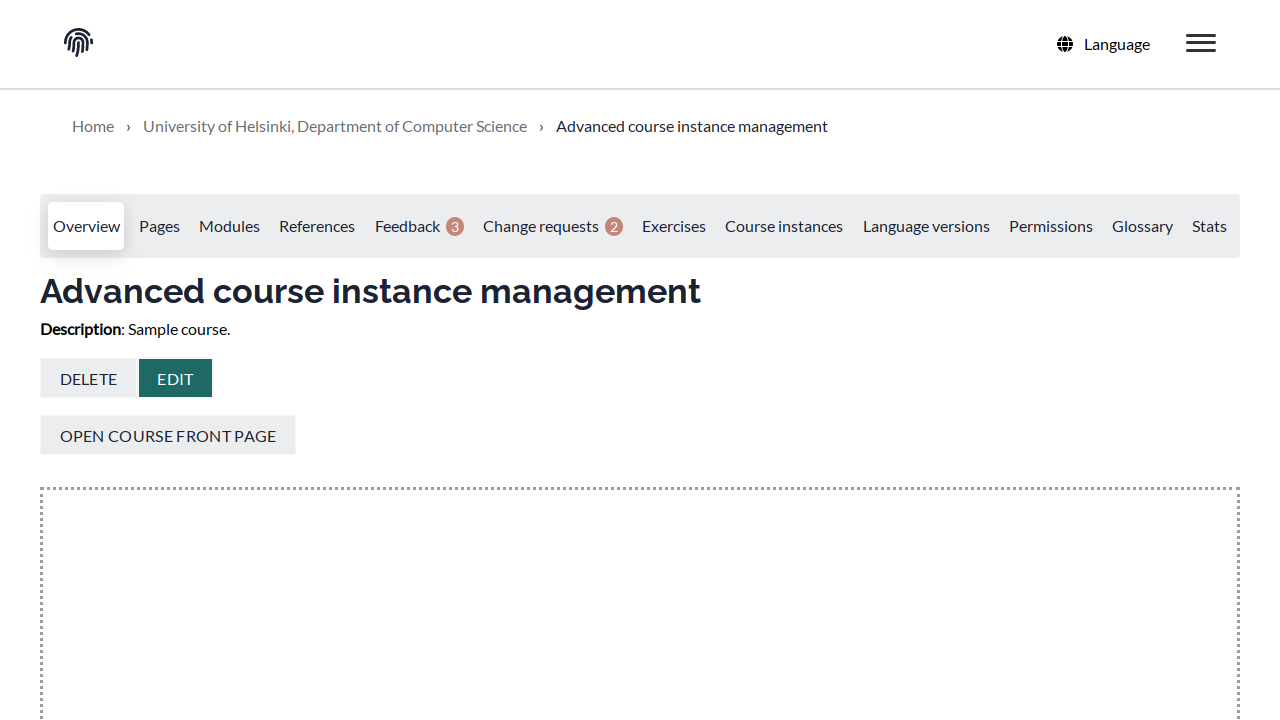 Language
Home › University of Helsinki, Department of Computer Science › Advanced course instance management
Overview Pages Modules References Feedback 3 Change requests 2 Exercises Course instances Language versions Permissions Glossary Stats
Advanced course instance management
Description: Sample course.
DELETE EDIT
OPEN COURSE FRONT PAGE